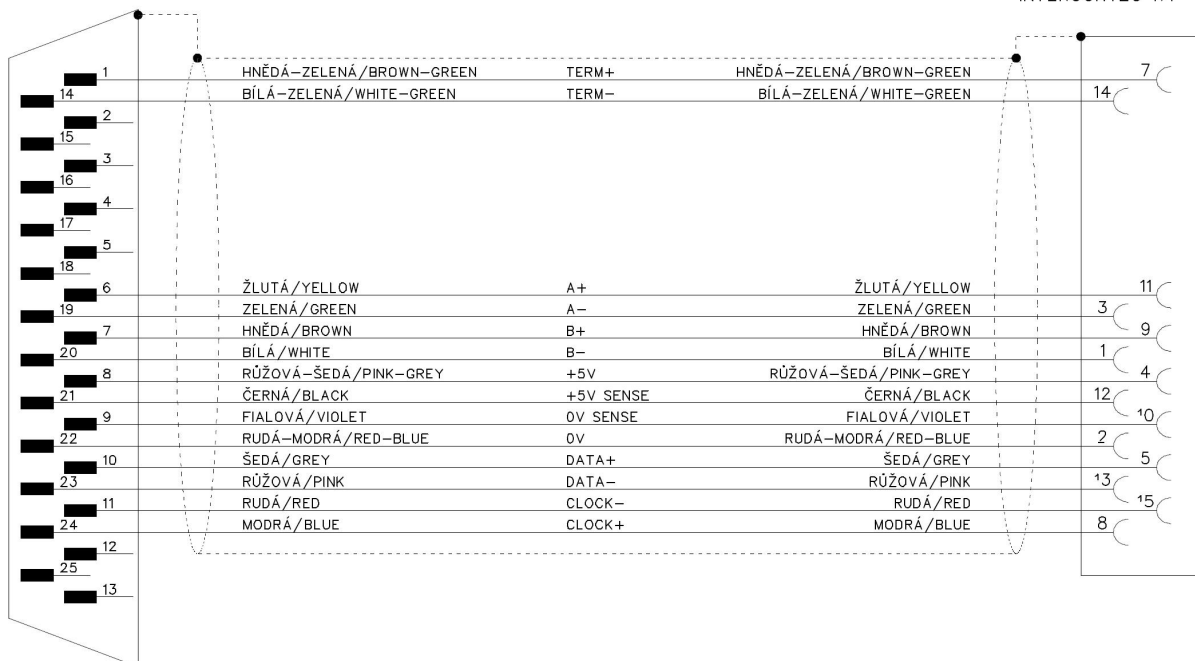 1 HNĚDÁ-ZELENÁ/BROWN-GREEN TERM+ HNĚDÁ-ZELENÁ/BROWN-GREEN 7
14 BÍLÁ-ZELENÁ/WHITE-GREEN TERM- BÍLÁ-ZELENÁ/WHITE-GREEN 14
2
15
3
16
4
17
5
18
6 ŽLUTÁ/YELLOW A+ ŽLUTÁ/YELLOW 11
19 ZELENÁ/GREEN A- ZELENÁ/GREEN 3
7 HNĚDÁ/BROWN B+ HNĚDÁ/BROWN 9
20 BÍLÁ/WHITE B- BÍLÁ/WHITE 1
8 RŮŽOVÁ-ŠEDÁ/PINK-GREY +5V RŮŽOVÁ-ŠEDÁ/PINK-GREY 4
21 ČERNÁ/BLACK +5V SENSE ČERNÁ/BLACK 12
9 FIALOVÁ/VIOLET 0V SENSE FIALOVÁ/VIOLET 10
22 RUDÁ-MODRÁ/RED-BLUE 0V RUDÁ-MODRÁ/RED-BLUE 2
10 ŠEDÁ/GREY DATA+ ŠEDÁ/GREY 5
23 RŮŽOVÁ/PINK DATA- RŮŽOVÁ/PINK 13
11 RUDÁ/RED CLOCK- RUDÁ/RED 15
24 MODRÁ/BLUE CLOCK+ MODRÁ/BLUE 8
12
25
13